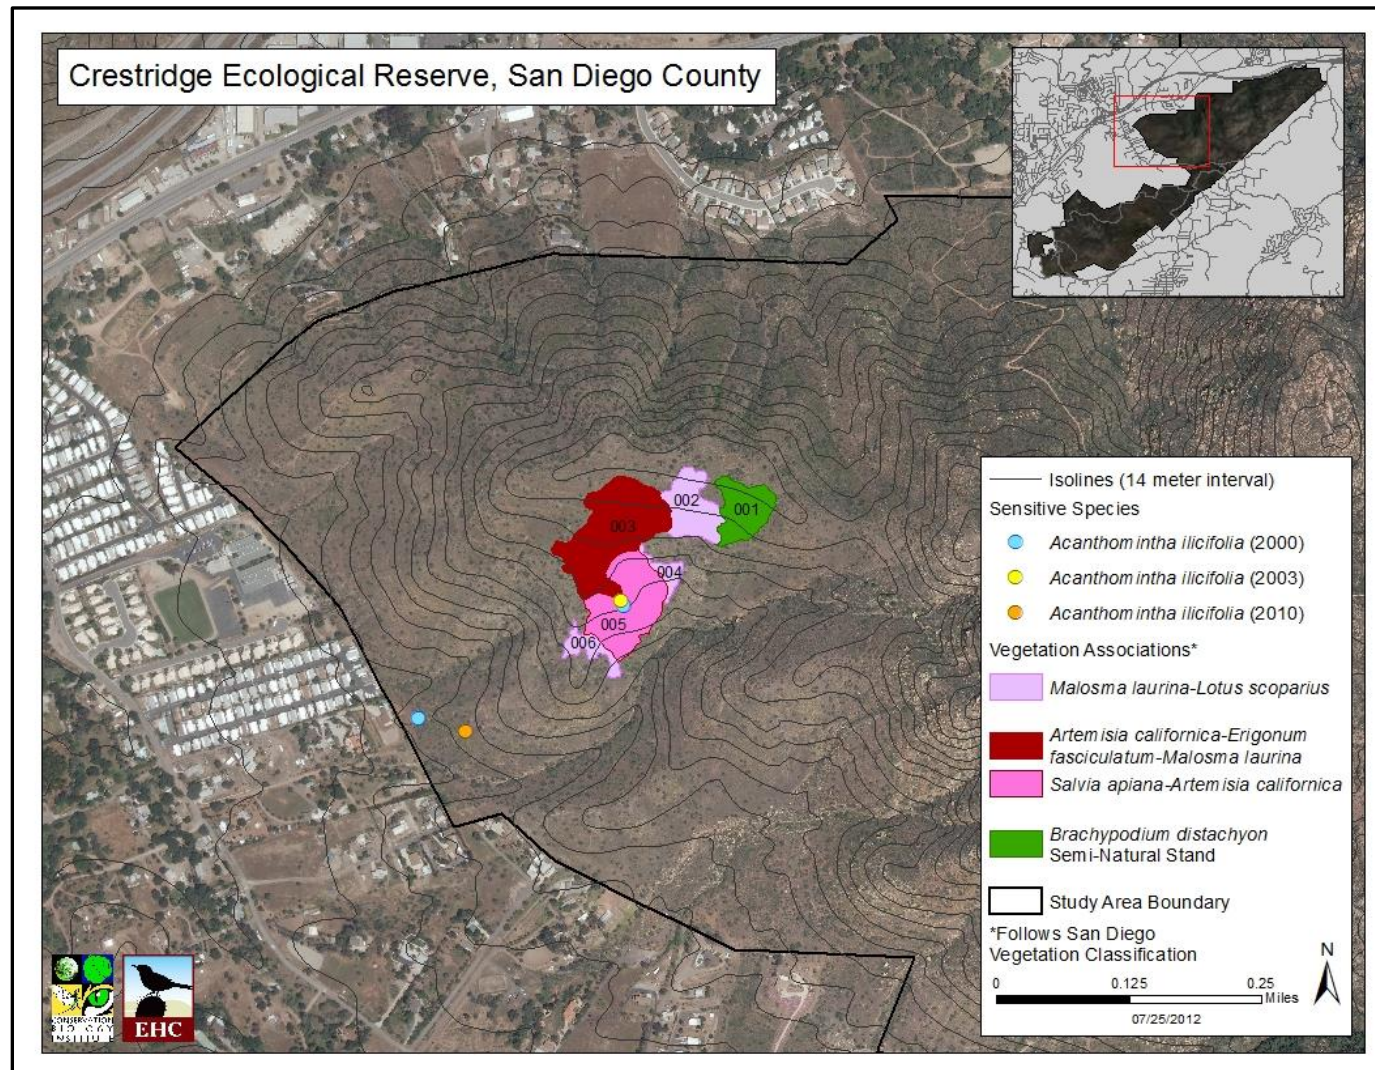 Crestridge Ecological Reserve, San Diego County
002
001
003
004
005
006
Isolines (14 meter interval)
Sensitive Species
Acanthomintha ilicifolia (2000)
Acanthomintha ilicifolia (2003)
Acanthomintha ilicifolia (2010)
Vegetation Associations*
Malosma laurina-Lotus scoparius
Artemisia californica-Erigonum
fasciculatum-Malosma laurina
Salvia apiana-Artemisia californica
Brachypodium distachyon
Semi-Natural Stand
Study Area Boundary
*Follows San Diego
Vegetation Classification
N
0 0.125 0.25
Miles
07/25/2012
CONSERVATION
BIOLOGY
INSTITUTE
EHC